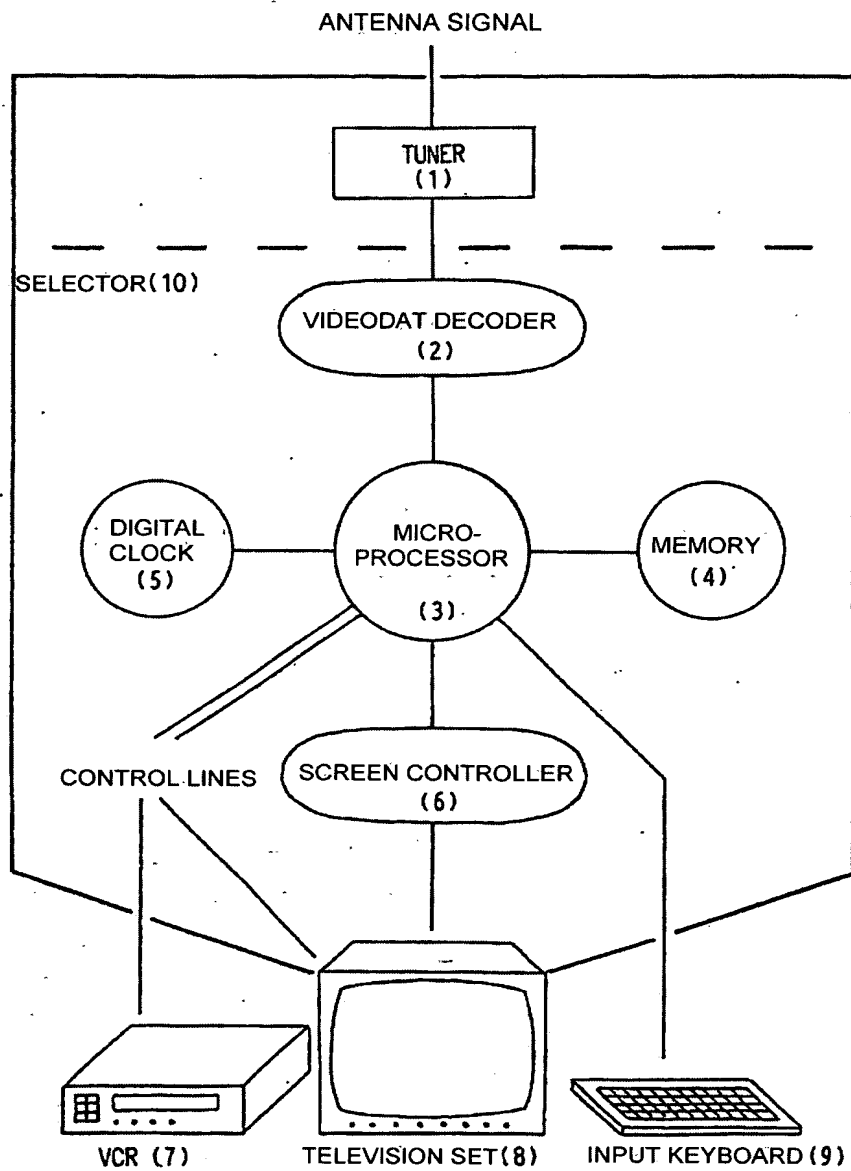 ANTENNA SIGNAL
TUNER
(1)
SELECTOR(10)
VIDEODAT DECODER
(2)
DIGITAL
CLOCK
(5)
MICRO-
PROCESSOR
(3)
MEMORY
(4)
CONTROL LINES
SCREEN CONTROLLER
(6)
VCR (7)
TELEVISION SET(8)
INPUT KEYBOARD(9)